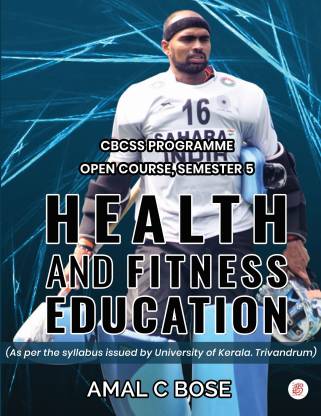 16
SAHARA
INDIA
CBCSS PROGRAMME
OPEN COURSE, SEMESTER 5
HEALTH
AND FITNESS
EDUCATION
(As per the syllabus issued by University of Kerala. Trivandrum)
AMAL C BOSE